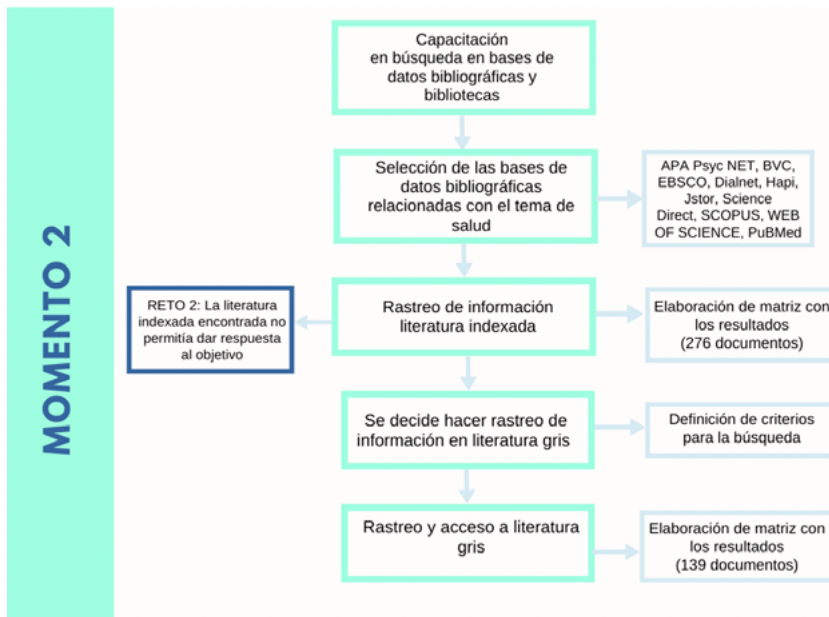 MOMENTO 2
Capacitación
en búsqueda en bases de
datos bibliográficas y
bibliotecas
Selección de las bases de
datos bibliográficas
relacionadas con el tema de
salud
APA Psyc NET, BVC,
EBSCO, Dialnet, Hapi,
Jstor, Science
Direct, SCOPUS, WEB
OF SCIENCE, PuBMed
RETO 2: La literatura
indexada encontrada no
permitía dar respuesta
al objetivo
Rastreo de información
literatura indexada
Elaboración de matriz con
los resultados
(276 documentos)
Se decide hacer rastreo de
información en literatura gris
Definición de criterios
para la búsqueda
Rastreo y acceso a literatura
gris
Elaboración de matriz con
los resultados
(139 documentos)